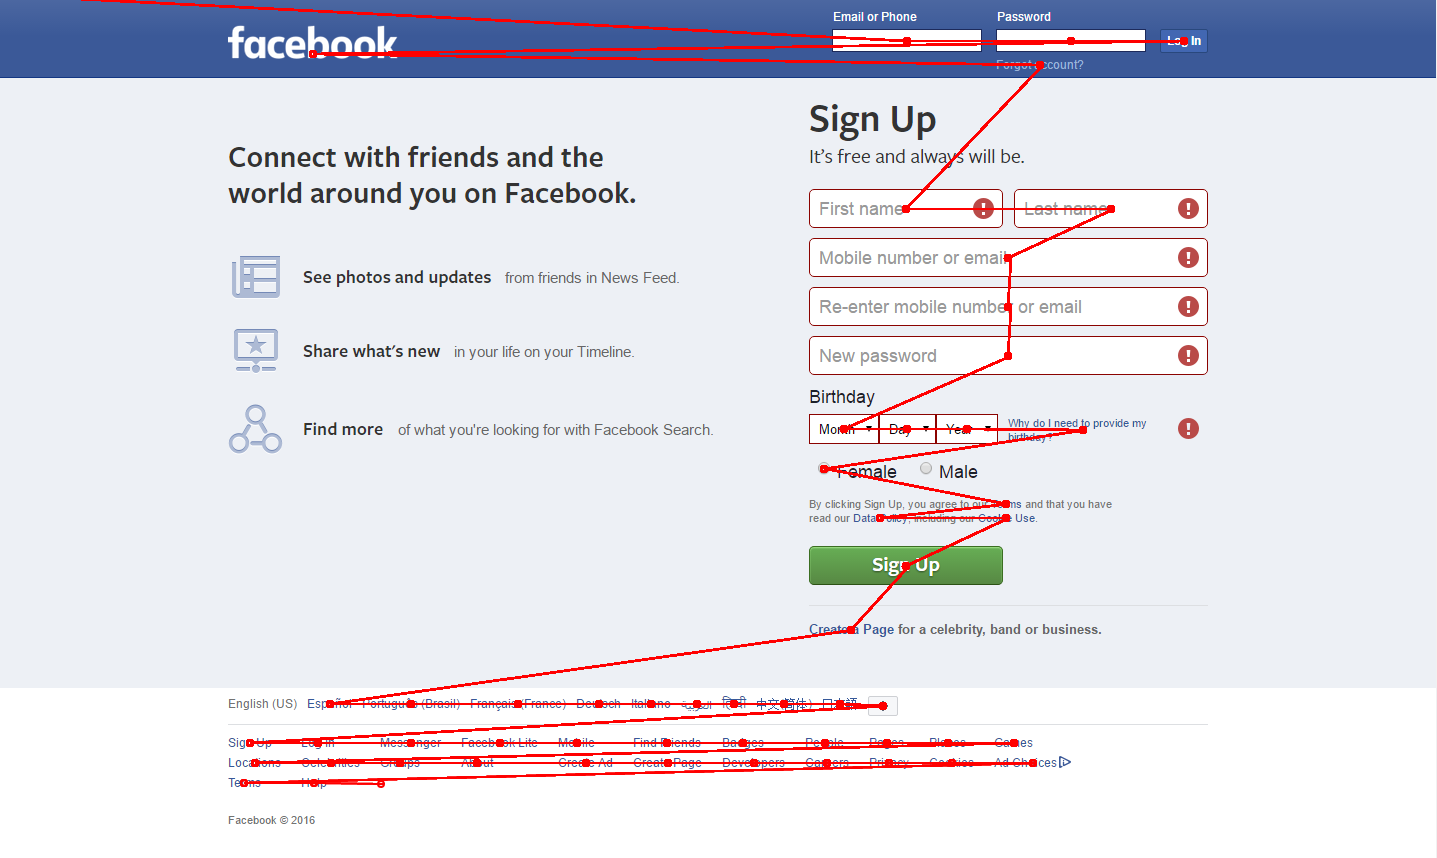 Email or Phone
Password
facebook
Log In
Forgot account?
Sign Up
It's free and always will be.
Connect with friends and the
world around you on Facebook.
First name
Last name
Mobile number or email
See photos and updates from friends in News Feed.
Re-enter mobile number or email
Share what's new in your life on your Timeline.
New password
Birthday
Find more of what you're looking for with Facebook Search.
Month
Day
Year
Why do I need to provide my
birthday?
Female
Male
By clicking Sign Up, you agree to our Terms and that you have
read our Data Policy, including our Cookie Use.
Sign Up
Create a Page for a celebrity, band or business.
English (US) Español Português (Brasil) Français (France) Deutsch Italiano العربية हिन्दी 中文(简体) 日本語
Sign Up Log In Messenger Facebook Lite Mobile Find Friends Badges People Pages Places Games
Locations Celebrities Groups About Create Ad Create Page Developers Careers Privacy Cookies Ad Choices
Terms Help
Facebook © 2016